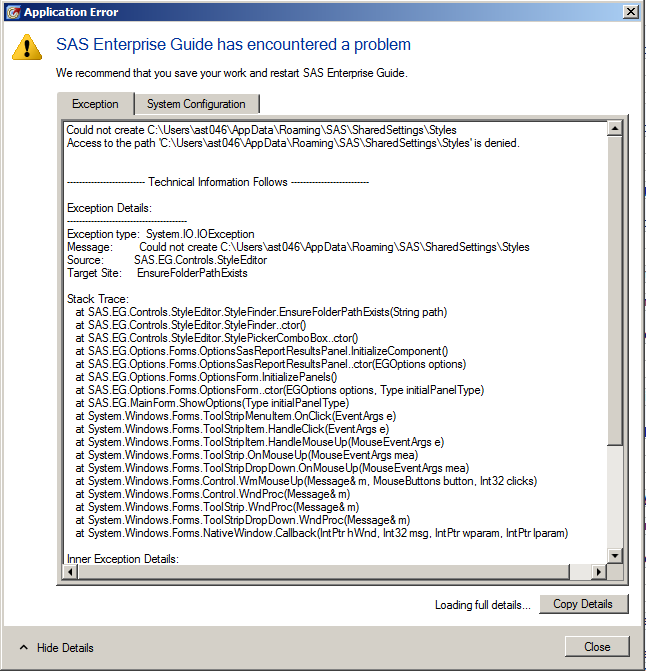 Application Error
SAS Enterprise Guide has encountered a problem
We recommend that you save your work and restart SAS Enterprise Guide.
Exception System Configuration
Could not create C:\Users\ast046\AppData\Roaming\SAS\SharedSettings\Styles
Access to the path 'C:\Users\ast046\AppData\Roaming\SAS\SharedSettings\Styles' is denied.
-------------------------- Technical Information Follows --------------------------
Exception Details:
----------------------------------------
Exception type: System.IO.IOException
Message: Could not create C:\Users\ast046\AppData\Roaming\SAS\SharedSettings\Styles
Source: SAS.EG.Controls.StyleEditor
Target Site: EnsureFolderPathExists
Stack Trace:
at SAS.EG.Controls.StyleEditor.StyleFinder.EnsureFolderPathExists(String path)
at SAS.EG.Controls.StyleEditor.StyleFinder..ctor()
at SAS.EG.Controls.StyleEditor.StylePickerComboBox..ctor()
at SAS.EG.Options.Forms.OptionsSasReportResultsPanel.InitializeComponent()
at SAS.EG.Options.Forms.OptionsSasReportResultsPanel..ctor(EGOptions options)
at SAS.EG.Options.Forms.OptionsForm.InitializePanels()
at SAS.EG.Options.Forms.OptionsForm..ctor(EGOptions options, Type initialPanelType)
at SAS.EG.MainForm.ShowOptions(Type initialPanelType)
at System.Windows.Forms.ToolStripMenuItem.OnClick(EventArgs e)
at System.Windows.Forms.ToolStripItem.HandleClick(EventArgs e)
at System.Windows.Forms.ToolStripItem.HandleMouseUp(MouseEventArgs e)
at System.Windows.Forms.ToolStrip.OnMouseUp(MouseEventArgs mea)
at System.Windows.Forms.ToolStripDropDown.OnMouseUp(MouseEventArgs mea)
at System.Windows.Forms.Control.WmMouseUp(Message& m, MouseButtons button, Int32 clicks)
at System.Windows.Forms.Control.WndProc(Message& m)
at System.Windows.Forms.ToolStrip.WndProc(Message& m)
at System.Windows.Forms.ToolStripDropDown.WndProc(Message& m)
at System.Windows.Forms.NativeWindow.Callback(IntPtr hWnd, Int32 msg, IntPtr wparam, IntPtr lparam)
Inner Exception Details:
Loading full details... Copy Details
Hide Details Close